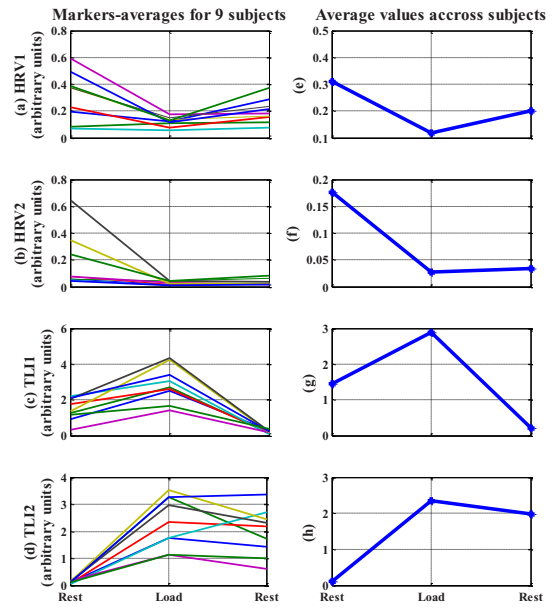 Markers-averages for 9 subjects
Average values accross subjects
(a) HRV1
(arbitrary units)
0.8
0.6
0.4
0.2
0
(e)
0.5
0.4
0.3
0.2
0.1
(b) HRV2
(arbitrary units)
0.8
0.6
0.4
0.2
0
(f)
0.2
0.15
0.1
0.05
0
(c) TLI1
(arbitrary units)
6
4
2
0
(g)
3
2
1
0
(d) TLI2
(arbitrary units)
4
3
2
1
0
Rest Load Rest
(h)
3
2
1
0
Rest Load Rest